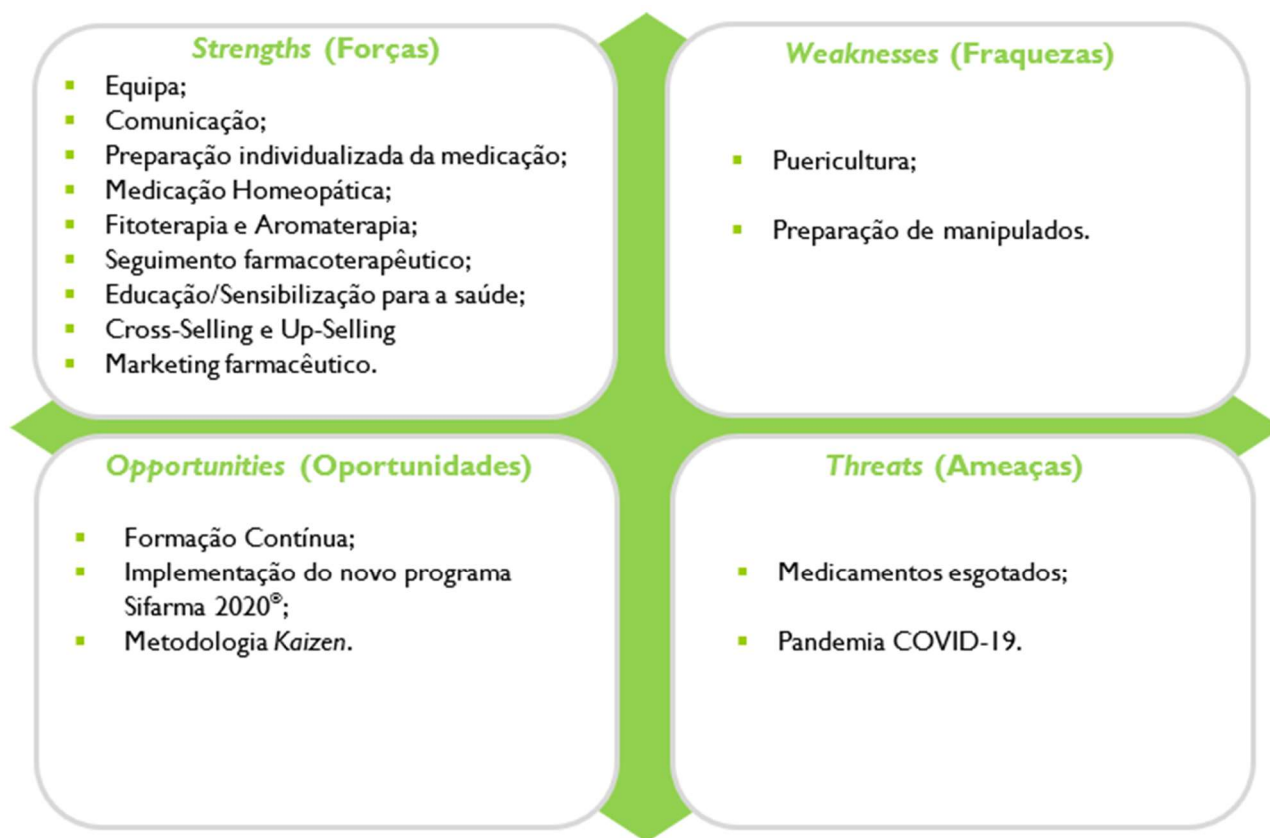 Strengths (Forças)
▪ Equipa;
▪ Comunicação;
▪ Preparação individualizada da medicação;
▪ Medicação Homeopática;
▪ Fitoterapia e Aromaterapia;
▪ Seguimento farmacoterapêutico;
▪ Educação/Sensibilização para a saúde;
▪ Cross-Selling e Up-Selling
▪ Marketing farmacêutico.
Weaknesses (Fraquezas)
▪ Puericultura;
▪ Preparação de manipulados.
Opportunities (Oportunidades)
▪ Formação Contínua;
▪ Implementação do novo programa
Sifarma 2020®;
▪ Metodologia Kaizen.
Threats (Ameaças)
▪ Medicamentos esgotados;
▪ Pandemia COVID-19.